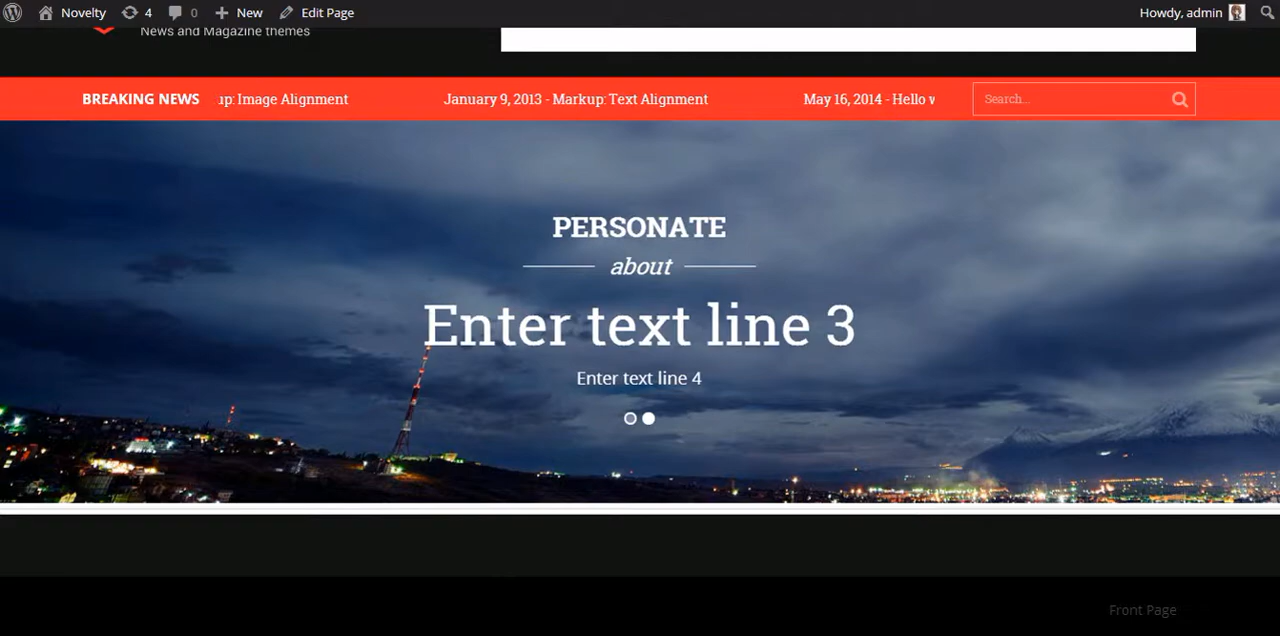 Novelty 4 0 New Edit Page Howdy, admin
News and Magazine themes
BREAKING NEWS up: Image Alignment January 9, 2013 - Markup: Text Alignment May 16, 2014 - Hello w Search...
PERSONATE
about
Enter text line 3
Enter text line 4
Front Page